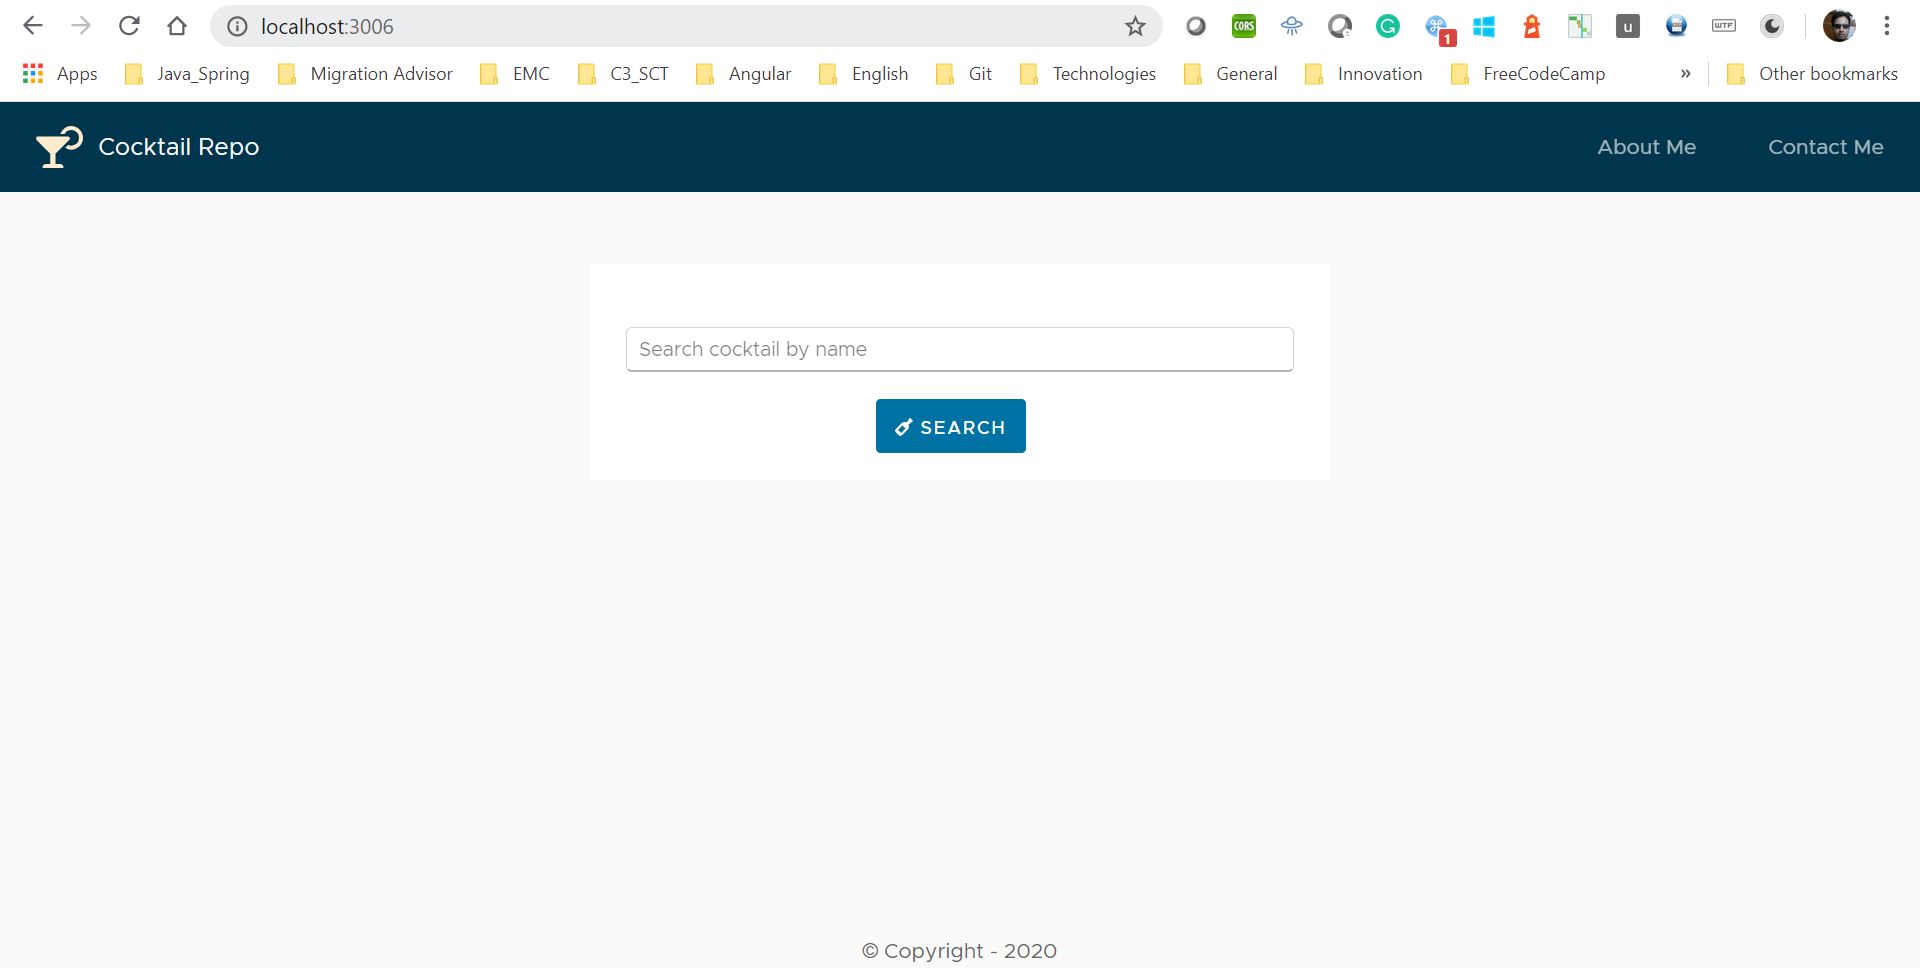 localhost:3006
CORS
1
u
WTF
Apps Java_Spring Migration Advisor EMC C3_SCT Angular English Git Technologies General Innovation FreeCodeCamp » Other bookmarks
Cocktail Repo About Me Contact Me
Search cocktail by name
SEARCH
© Copyright - 2020